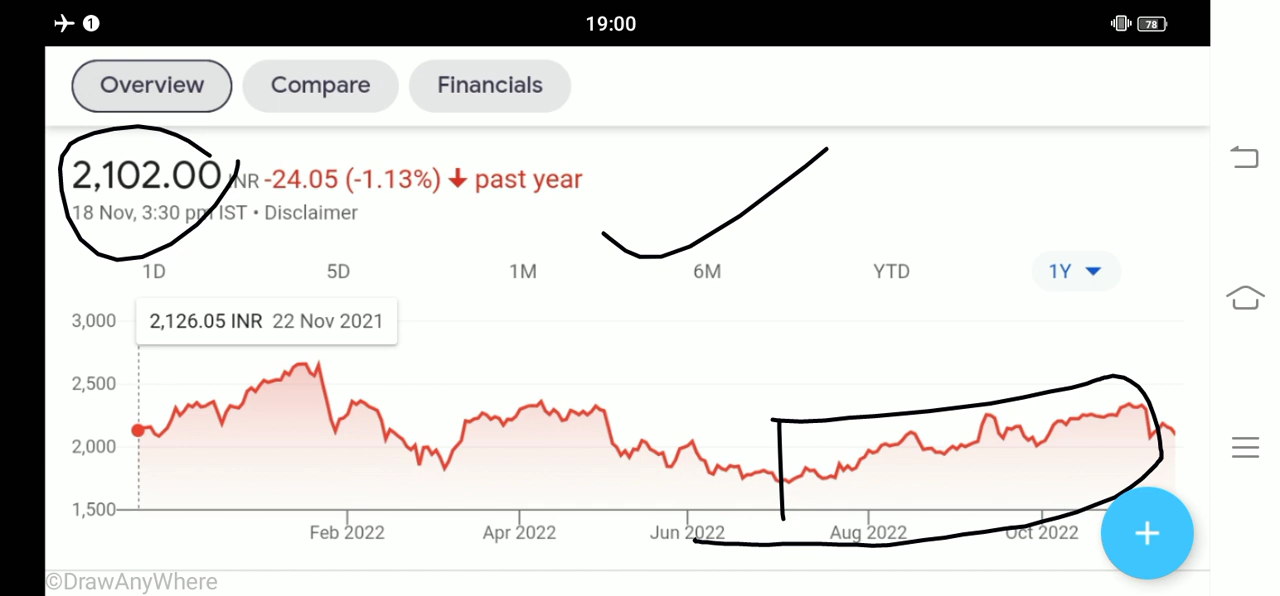 19:00
78
1
Overview Compare Financials
2,102.00 INR -24.05 (-1.13%) past year
18 Nov, 3:30 pm IST • Disclaimer
1D 5D 1M 6M YTD 1Y
3,000
2,126.05 INR 22 Nov 2021
2,500
2,000
1,500
Feb 2022 Apr 2022 Jun 2022 Aug 2022 Oct 2022
+
©DrawAnyWhere